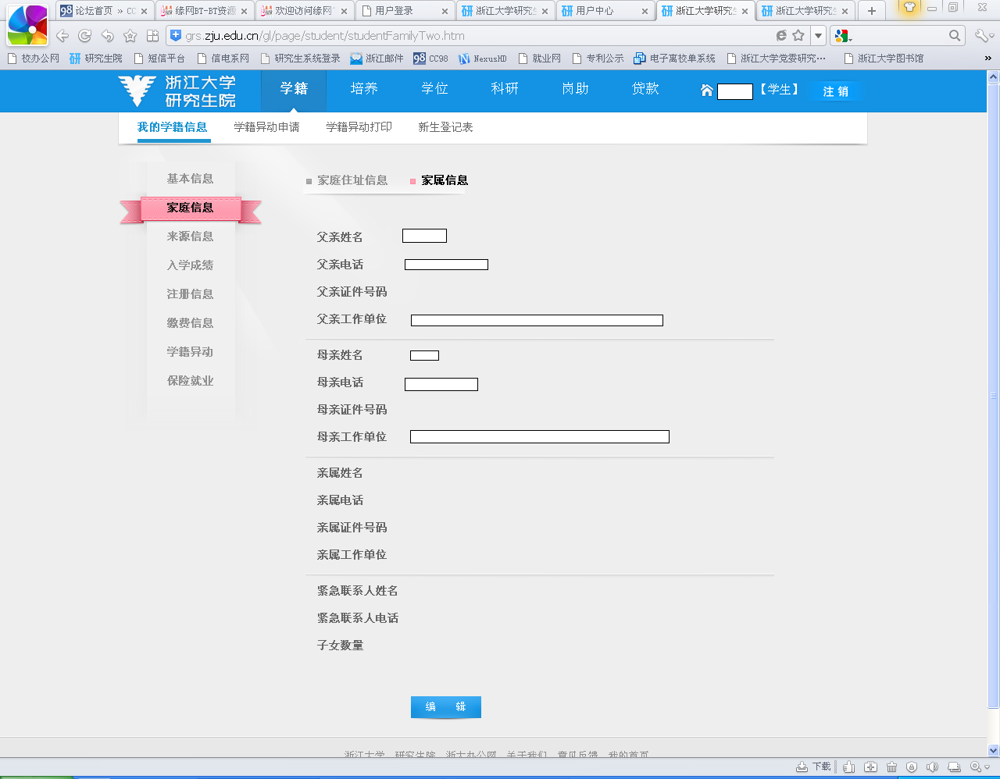 论坛首页 » CC
缘网BT-BT资源
欢迎访问缘网
用户登录
浙江大学研究生
用户中心
浙江大学研究生
浙江大学研究生
grs.zju.edu.cn/gl/page/student/studentFamilyTwo.htm
校办公网 研究生院 短信平台 信电系网 研究生系统登录 浙江邮件 CC98 NexusHD 就业网 专利公示 电子离校单系统 浙江大学党委研究… 浙江大学图书馆 »
浙江大学
研究生院
学籍 培养 学位 科研 岗助 贷款 【学生】 注 销
我的学籍信息 学籍异动申请 学籍异动打印 新生登记表
基本信息
家庭信息
来源信息
入学成绩
注册信息
缴费信息
学籍异动
保险就业
家庭住址信息 家属信息
父亲姓名
父亲电话
父亲证件号码
父亲工作单位
母亲姓名
母亲电话
母亲证件号码
母亲工作单位
亲属姓名
亲属电话
亲属证件号码
亲属工作单位
紧急联系人姓名
紧急联系人电话
子女数量
编 辑
浙江大学 研究生院 浙大办公网 关于我们 意见反馈 我的首页
下载